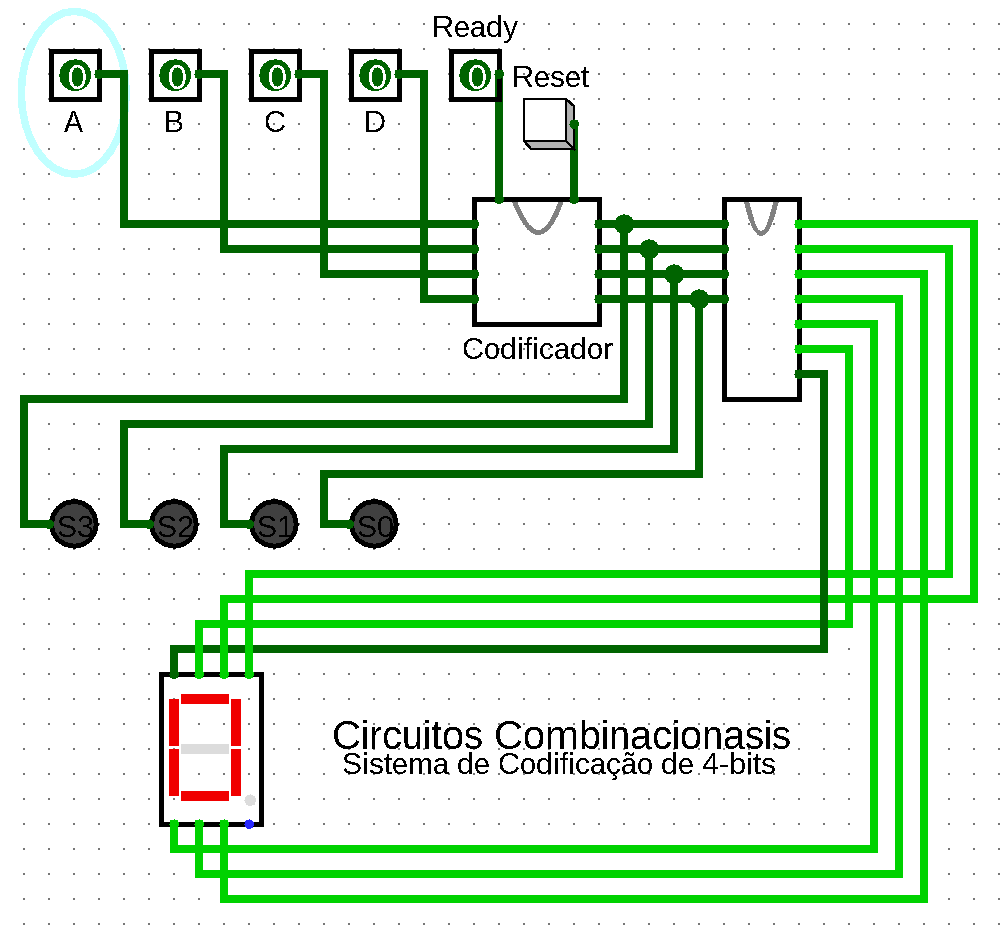 Ready
0 0 0 0 0
Reset
A B C D
Codificador
S3 S2 S1 S0
Circuitos Combinacionasis
Sistema de Codificação de 4-bits